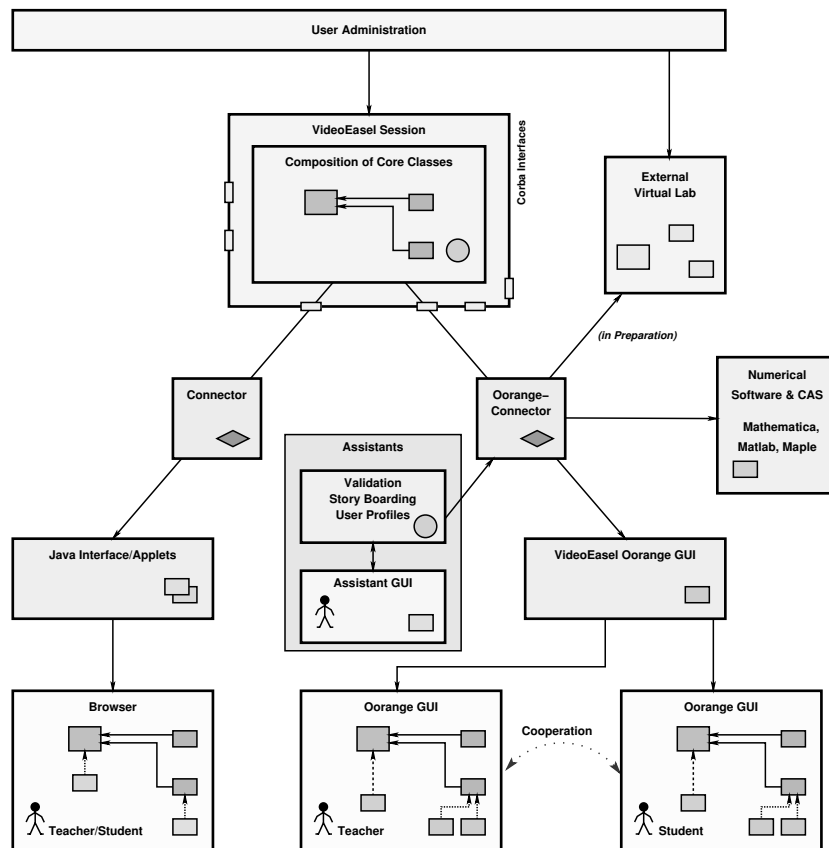 User Administration
VideoEasel Session
Composition of Core Classes
Corba Interfaces
External
Virtual Lab
(in Preparation)
Connector
Oorange–
Connector
Numerical
Software & CAS
Mathematica,
Matlab, Maple
Assistants
Validation
Story Boarding
User Profiles
Assistant GUI
Java Interface/Applets
VideoEasel Oorange GUI
Browser
Teacher/Student
Oorange GUI
Teacher
Cooperation
Oorange GUI
Student